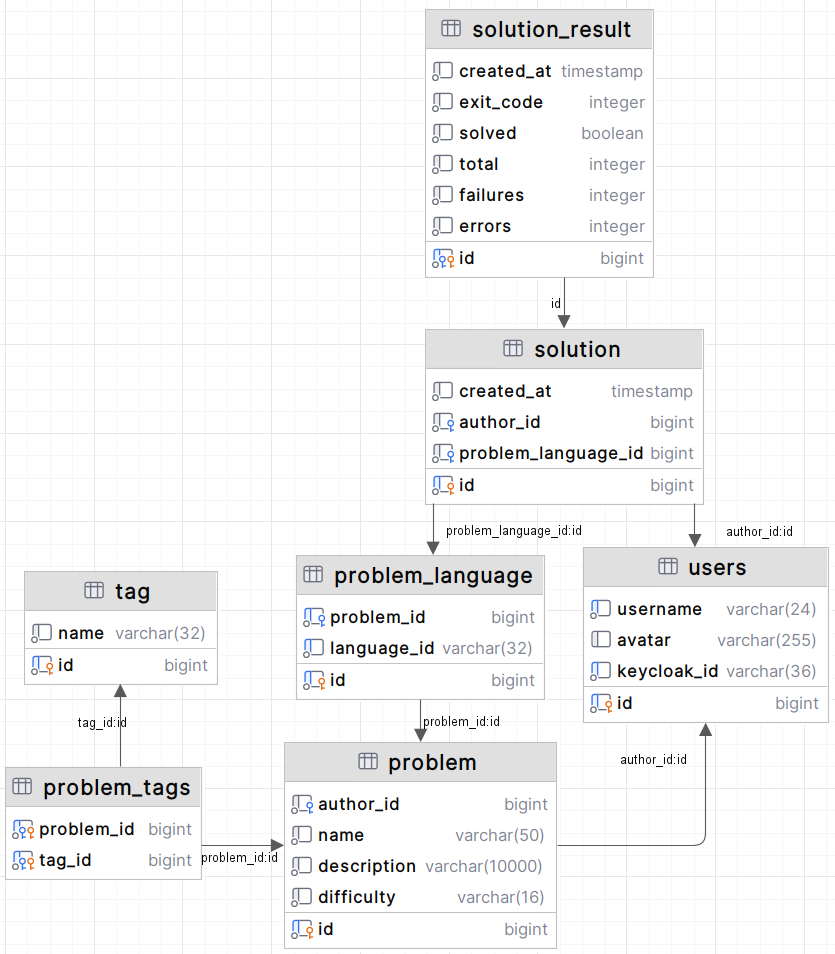 solution_result
created_at timestamp
exit_code integer
solved boolean
total integer
failures integer
errors integer
id bigint
id
solution
created_at timestamp
author_id bigint
problem_language_id bigint
id bigint
problem_language_id:id
author_id:id
problem_language
problem_id bigint
language_id varchar(32)
id bigint
users
username varchar(24)
avatar varchar(255)
keycloak_id varchar(36)
id bigint
tag
name varchar(32)
id bigint
tag_id:id
problem_id:id
author_id:id
problem_tags
problem_id bigint
tag_id bigint
problem_id:id
problem
author_id bigint
name varchar(50)
description varchar(10000)
difficulty varchar(16)
id bigint